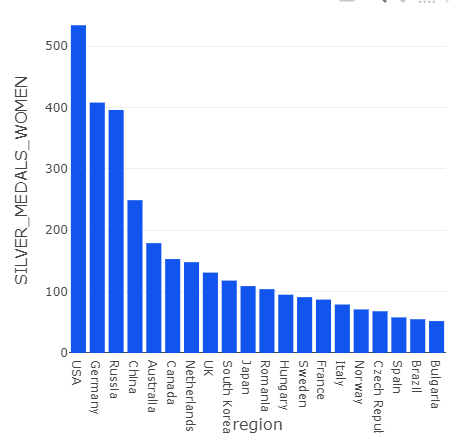 SILVER_MEDALS_WOMEN
500
400
300
200
100
0
USA
Germany
Russia
China
Australia
Canada
Netherlands
UK
South Korea
Japan
Romania
Hungary
Sweden
France
Italy
Norway
Czech Repul
Spain
Brazil
Bulgaria
region